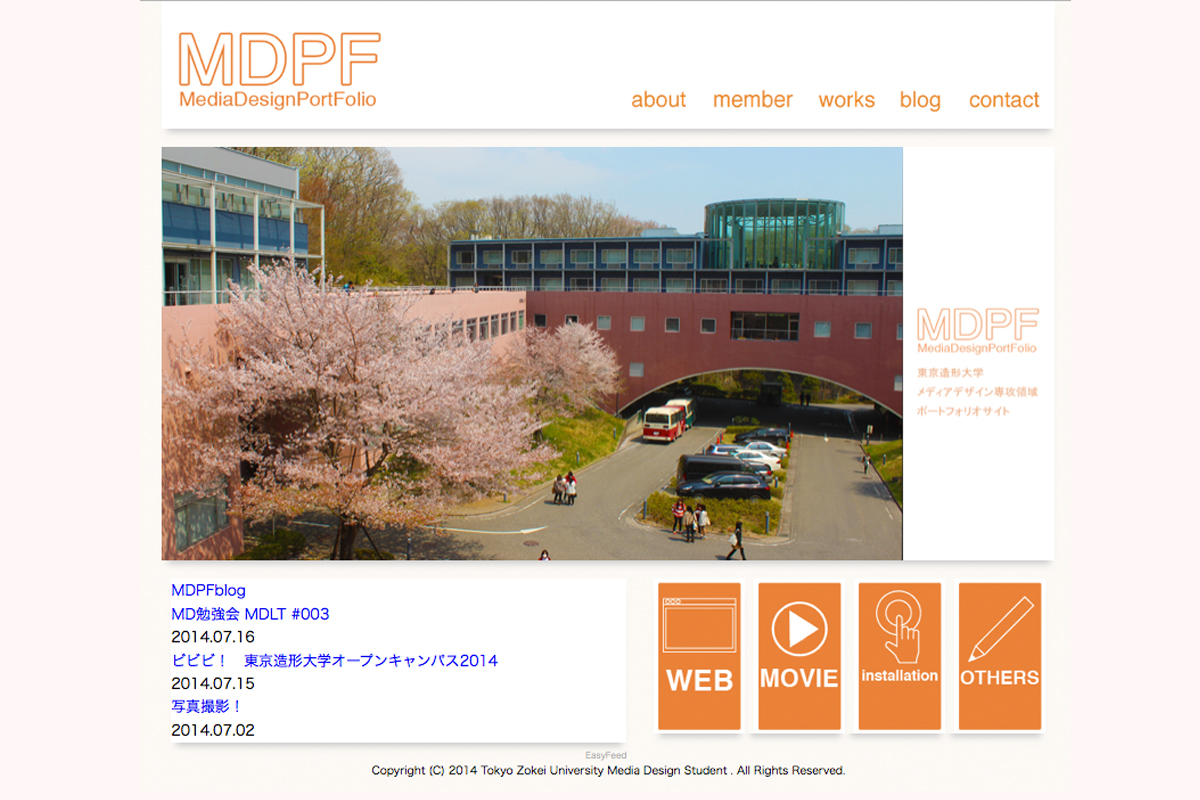 MDPF
MediaDesignPortFolio
about member works blog contact
MDPF
MediaDesignPortFolio
東京造形大学
メディアデザイン専攻領域
ポートフォリオサイト
MDPFblog
MD勉強会 MDLT #003
2014.07.16
ビビビ！　東京造形大学オープンキャンパス2014
2014.07.15
写真撮影！
2014.07.02
WEB
MOVIE
installation
OTHERS
EasyFeed
Copyright (C) 2014 Tokyo Zokei University Media Design Student . All Rights Reserved.